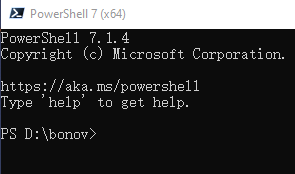 PowerShell 7 (x64)
PowerShell 7.1.4
Copyright (c) Microsoft Corporation.
https://aka.ms/powershell
Type 'help' to get help.
PS D:\bonov>